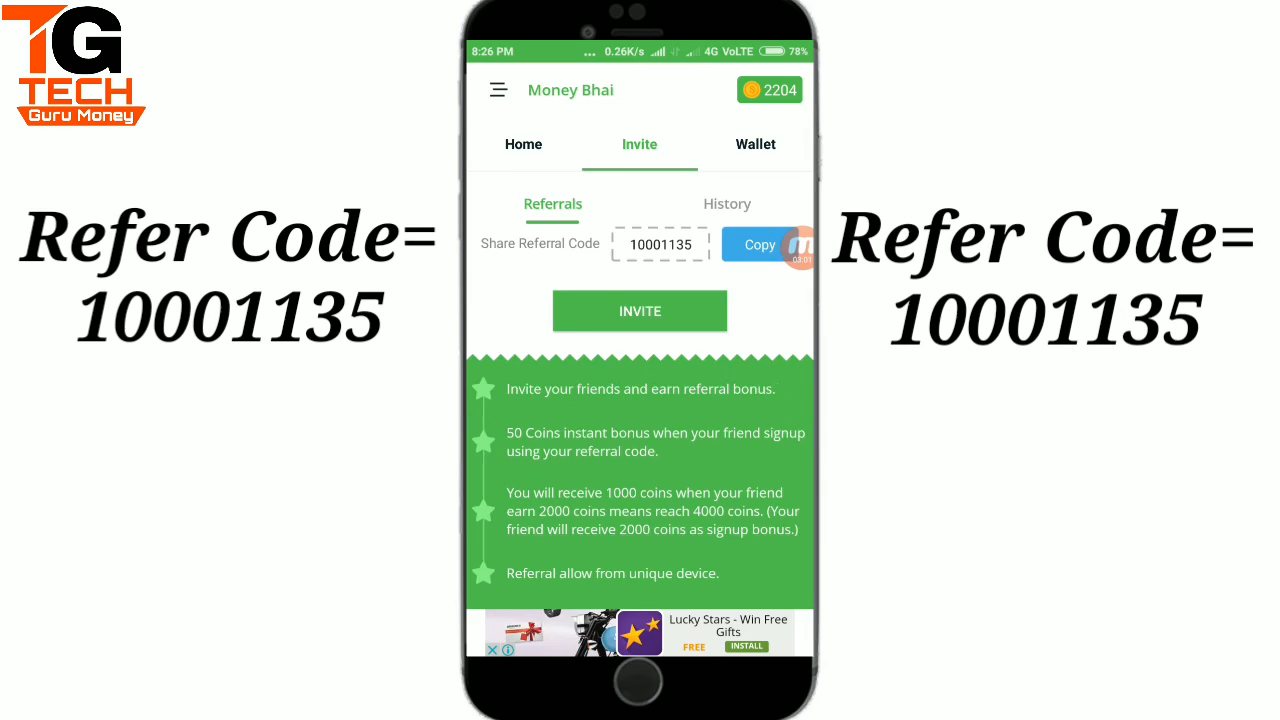 TG
TECH
Guru Money
Refer Code=
10001135
8:26 PM ... 0.26K/s 4G VoLTE 78%
Money Bhai 2204
Home Invite Wallet
Referrals History
Share Referral Code 10001135 Copy
03:01
INVITE
Invite your friends and earn referral bonus.
50 Coins instant bonus when your friend signup
using your referral code.
You will receive 1000 coins when your friend
earn 2000 coins means reach 4000 coins. (Your
friend will receive 2000 coins as signup bonus.)
Referral allow from unique device.
Lucky Stars - Win Free
Gifts
FREE INSTALL
Refer Code=
10001135